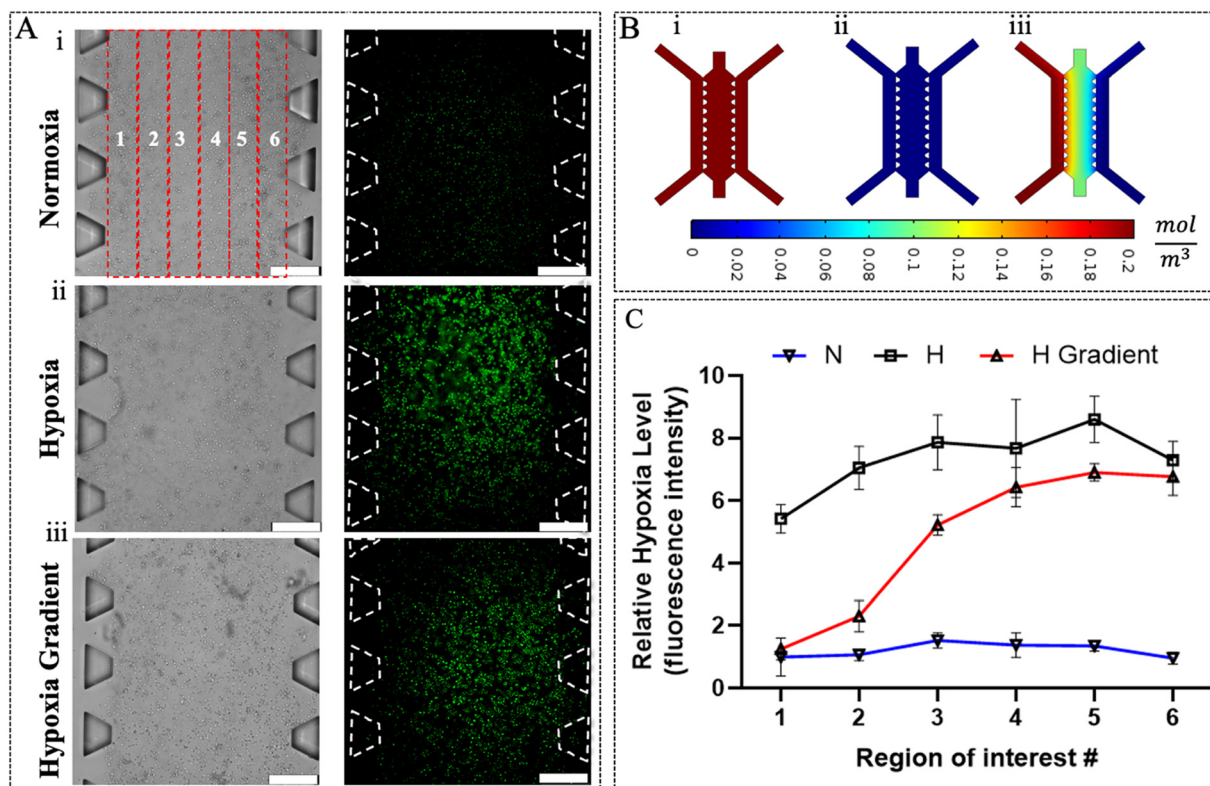 A
i
Normoxia
1 2 3 4 5 6
ii
Hypoxia
iii
Hypoxia Gradient
B
i ii iii
0 0.02 0.04 0.06 0.08 0.1 0.12 0.14 0.16 0.18 0.2
mol
m³
C
N H H Gradient
Relative Hypoxia Level
(fluorescence intensity)
10
8
6
4
2
0
1 2 3 4 5 6
Region of interest #